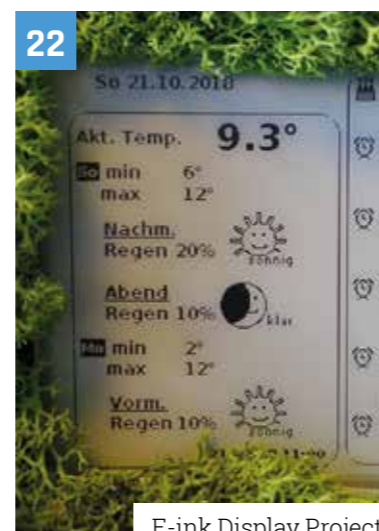 22
So 21.10.2018
Akt. Temp. 9.3°
So min 6°
max 12°
Nachm.
Regen 20%
sonnig
Abend
Regen 10%
klar
Mo min 2°
max 12°
Vorm.
Regen 10%
sonnig
E-ink Display Project